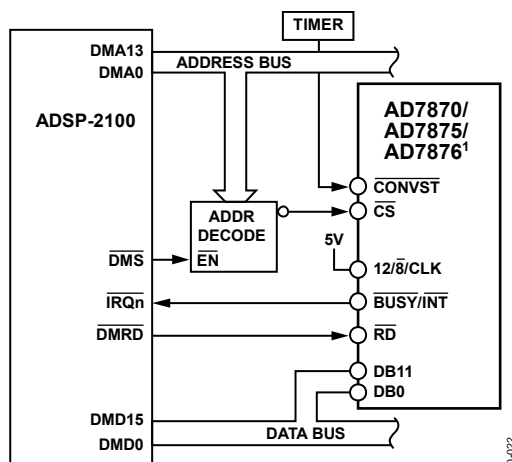 TIMER
DMA13
DMA0
ADDRESS BUS
ADSP-2100
AD7870/
AD7875/
AD7876¹
CONVST
CS
ADDR
DECODE
EN
DMS
5V
12/8/CLK
IRQn
BUSY/INT
DMRD
RD
DB11
DB0
DMD15
DMD0
DATA BUS